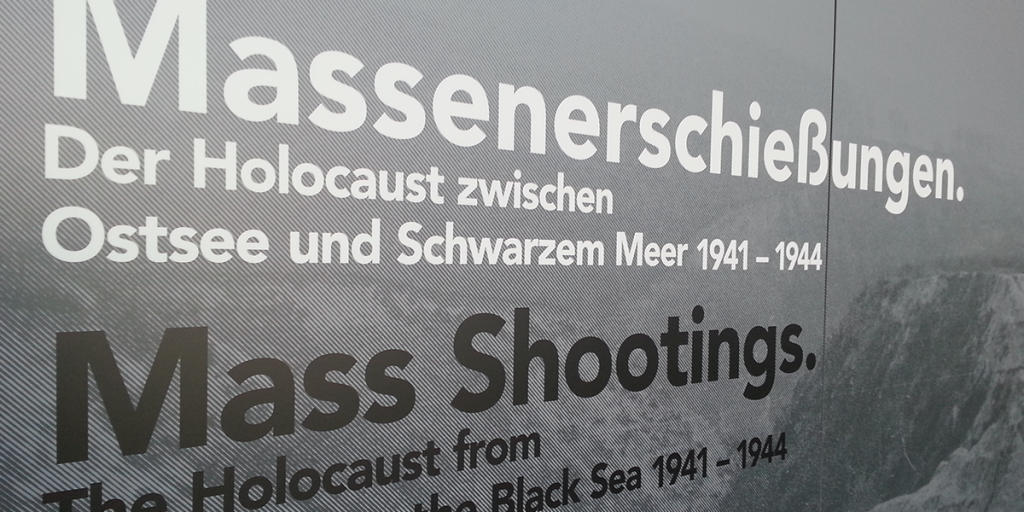 Massenerschießungen.
Der Holocaust zwischen
Ostsee und Schwarzem Meer 1941 – 1944
Mass Shootings.
The Holocaust from
the Black Sea 1941 – 1944